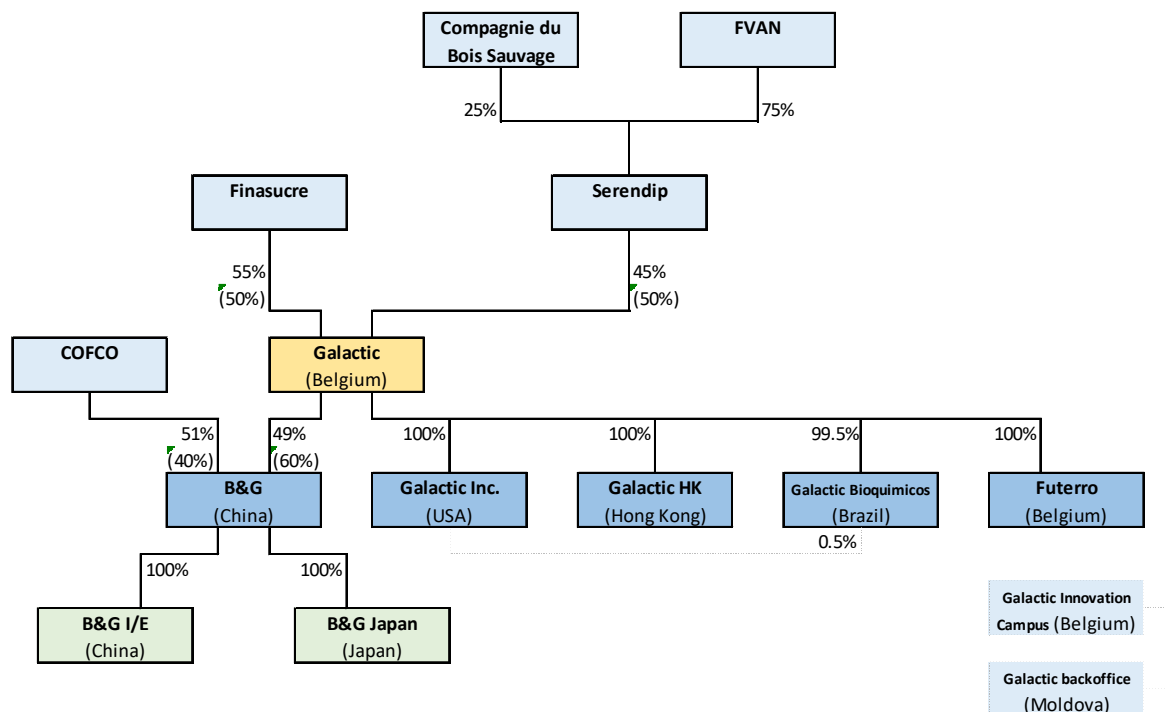 Compagnie du
Bois Sauvage
FVAN
25%
75%
Finasucre
Serendip
55%
(50%)
45%
(50%)
COFCO
Galactic
(Belgium)
51%
(40%)
49%
(60%)
100%
100%
99.5%
100%
B&G
(China)
Galactic Inc.
(USA)
Galactic HK
(Hong Kong)
Galactic Bioquimicos
(Brazil)
Futerro
(Belgium)
0.5%
100%
100%
B&G I/E
(China)
B&G Japan
(Japan)
Galactic Innovation
Campus (Belgium)
Galactic backoffice
(Moldova)